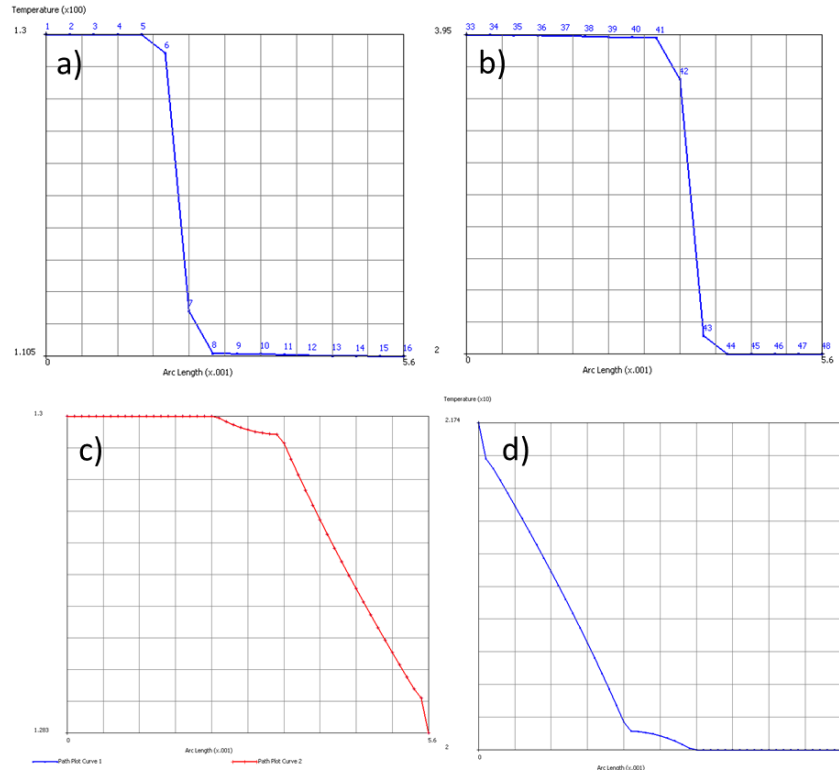 Temperature (x100)
1.3
1 2 3 4 5
6
a)
7
8 9 10 11 12 13 14 15 16
1.105
0
5.6
Arc Length (x.001)
3.95
33 34 35 36 37 38 39 40 41
42
b)
43
44 45 46 47 48
2
0
5.6
Arc Length (x.001)
1.3
c)
1.283
0
5.6
Arc Length (x.001)
Path Plot Curve 1
Path Plot Curve 2
Temperature (x10)
2.174
d)
2
0
Arc Length (x.001)